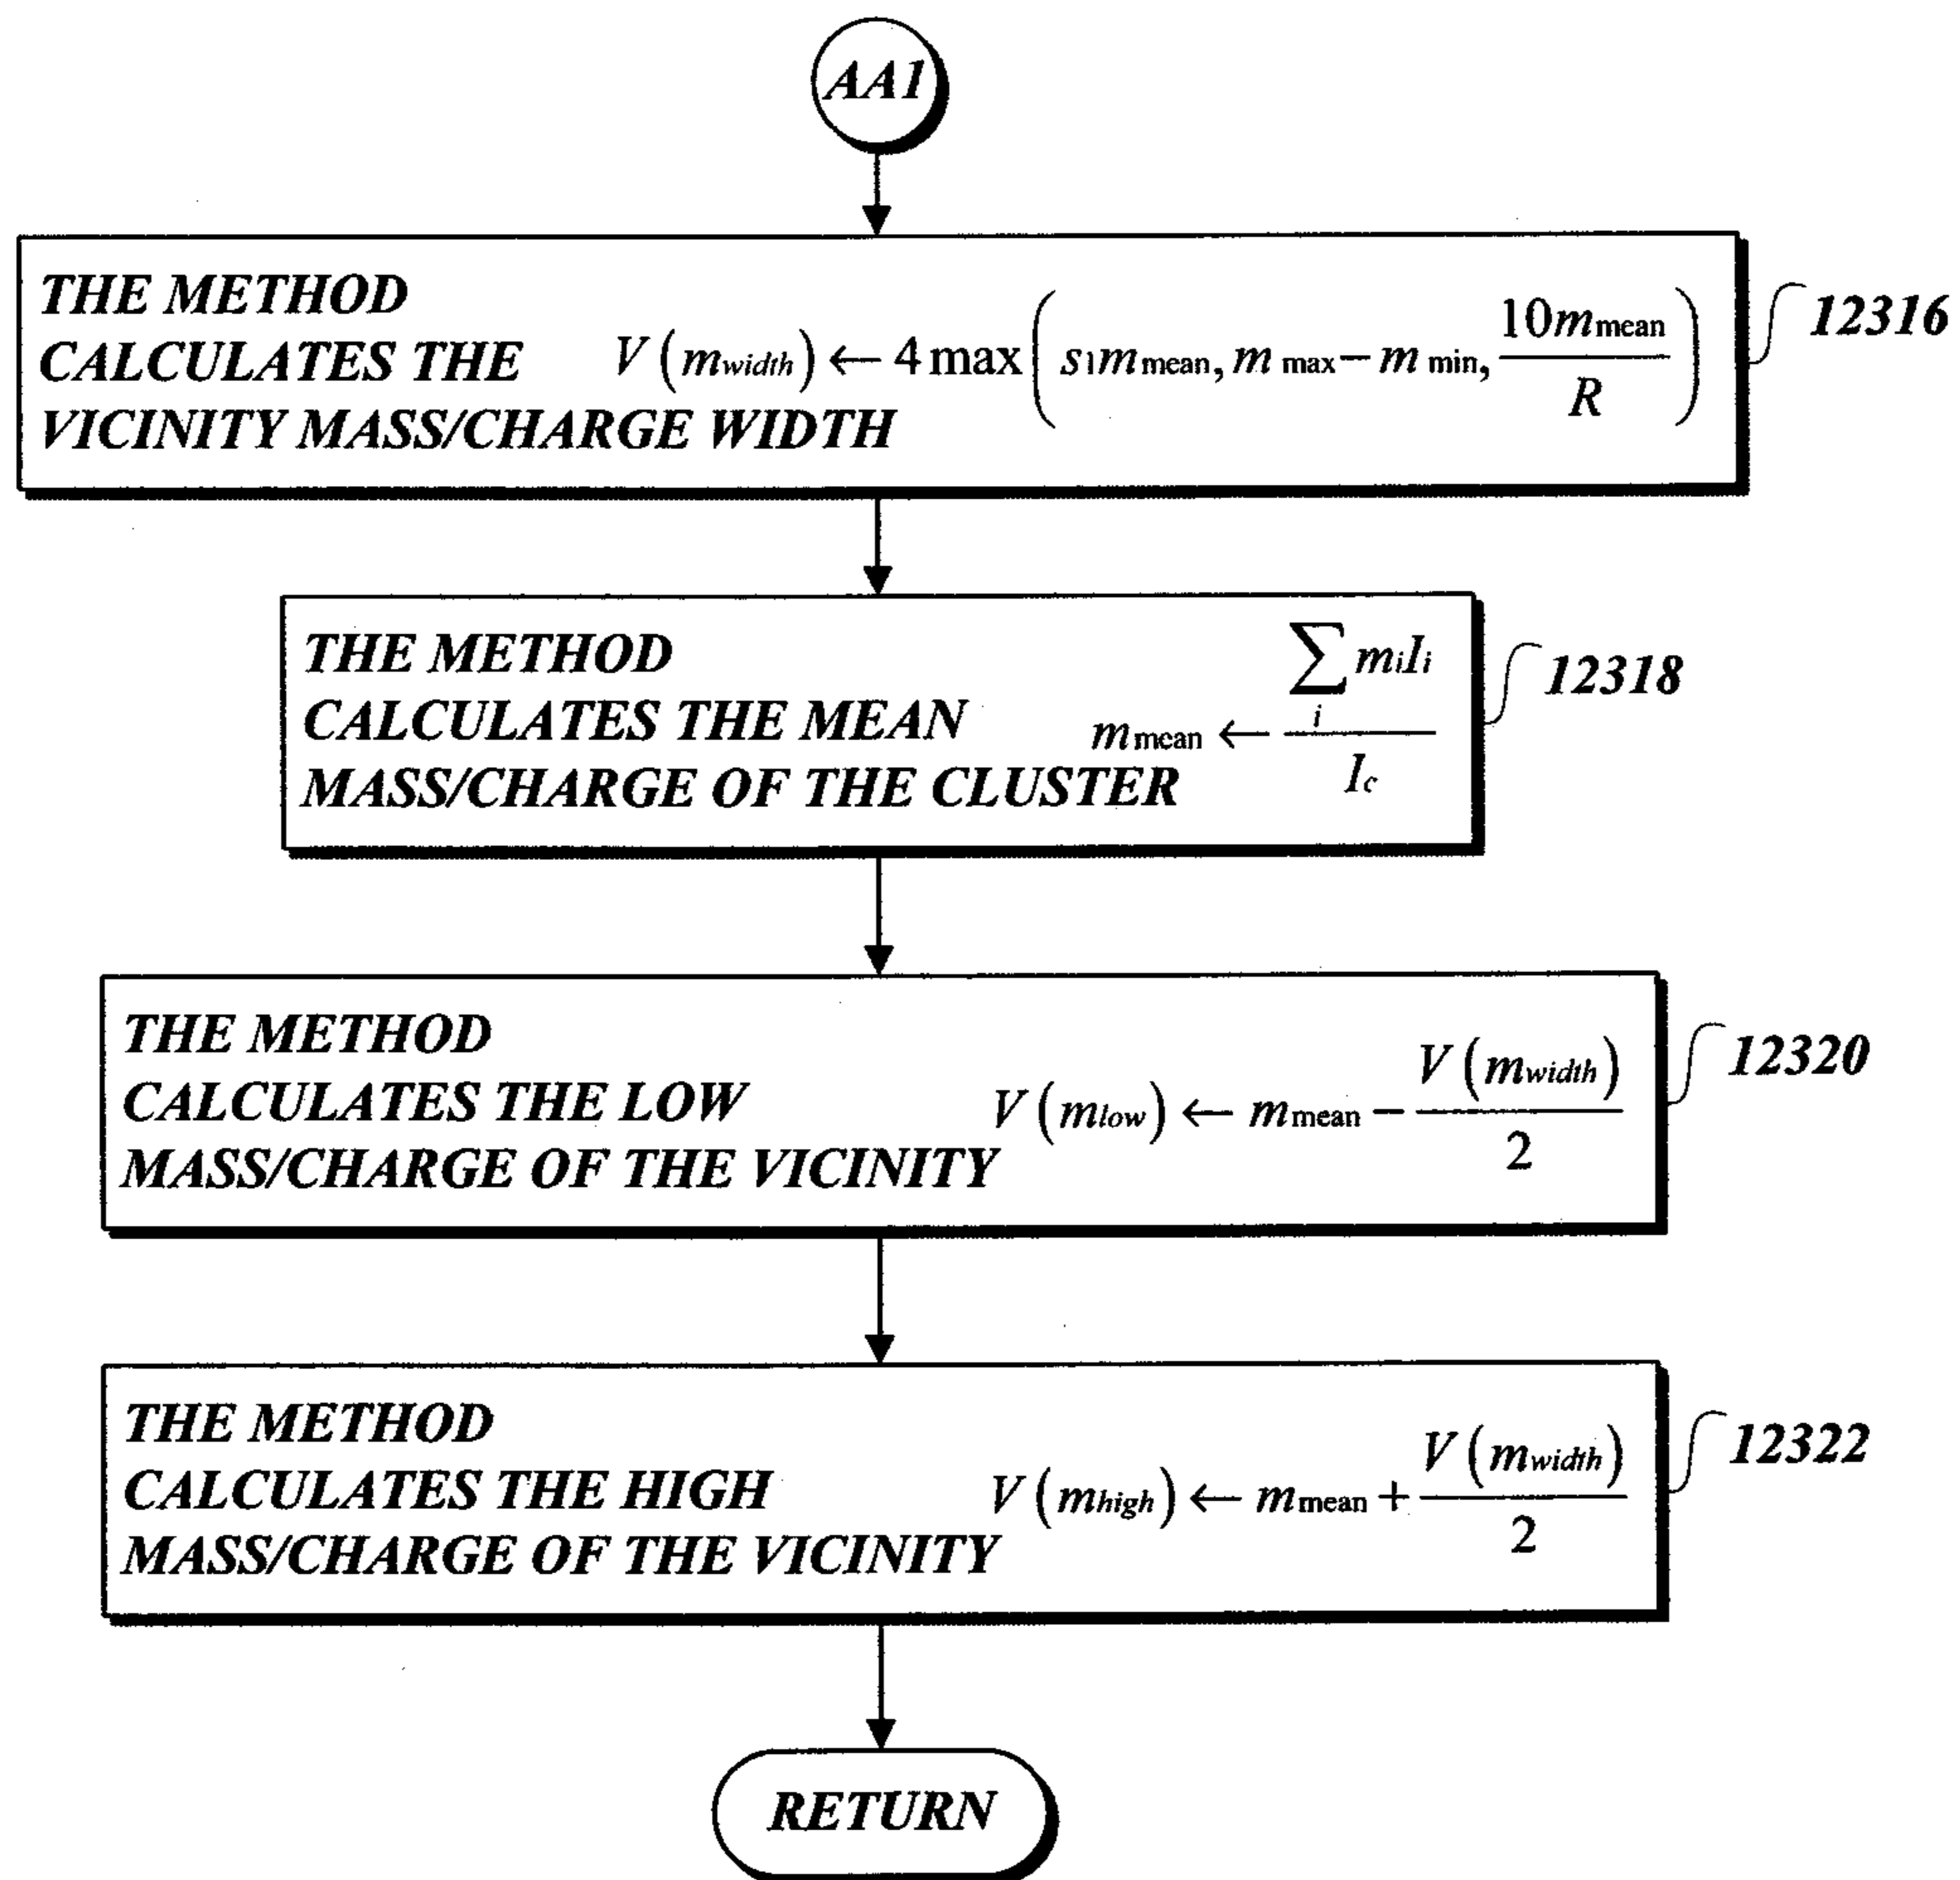 AA1
THE METHOD
CALCULATES THE
VICINITY MASS/CHARGE WIDTH
V(m_width) ← 4 max(s1m_mean, m_max − m_min, 10m_mean / R)
12316
THE METHOD
CALCULATES THE MEAN
MASS/CHARGE OF THE CLUSTER
m_mean ← ∑_i m_i I_i / I_c
12318
THE METHOD
CALCULATES THE LOW
MASS/CHARGE OF THE VICINITY
V(m_low) ← m_mean − V(m_width) / 2
12320
THE METHOD
CALCULATES THE HIGH
MASS/CHARGE OF THE VICINITY
V(m_high) ← m_mean + V(m_width) / 2
12322
RETURN